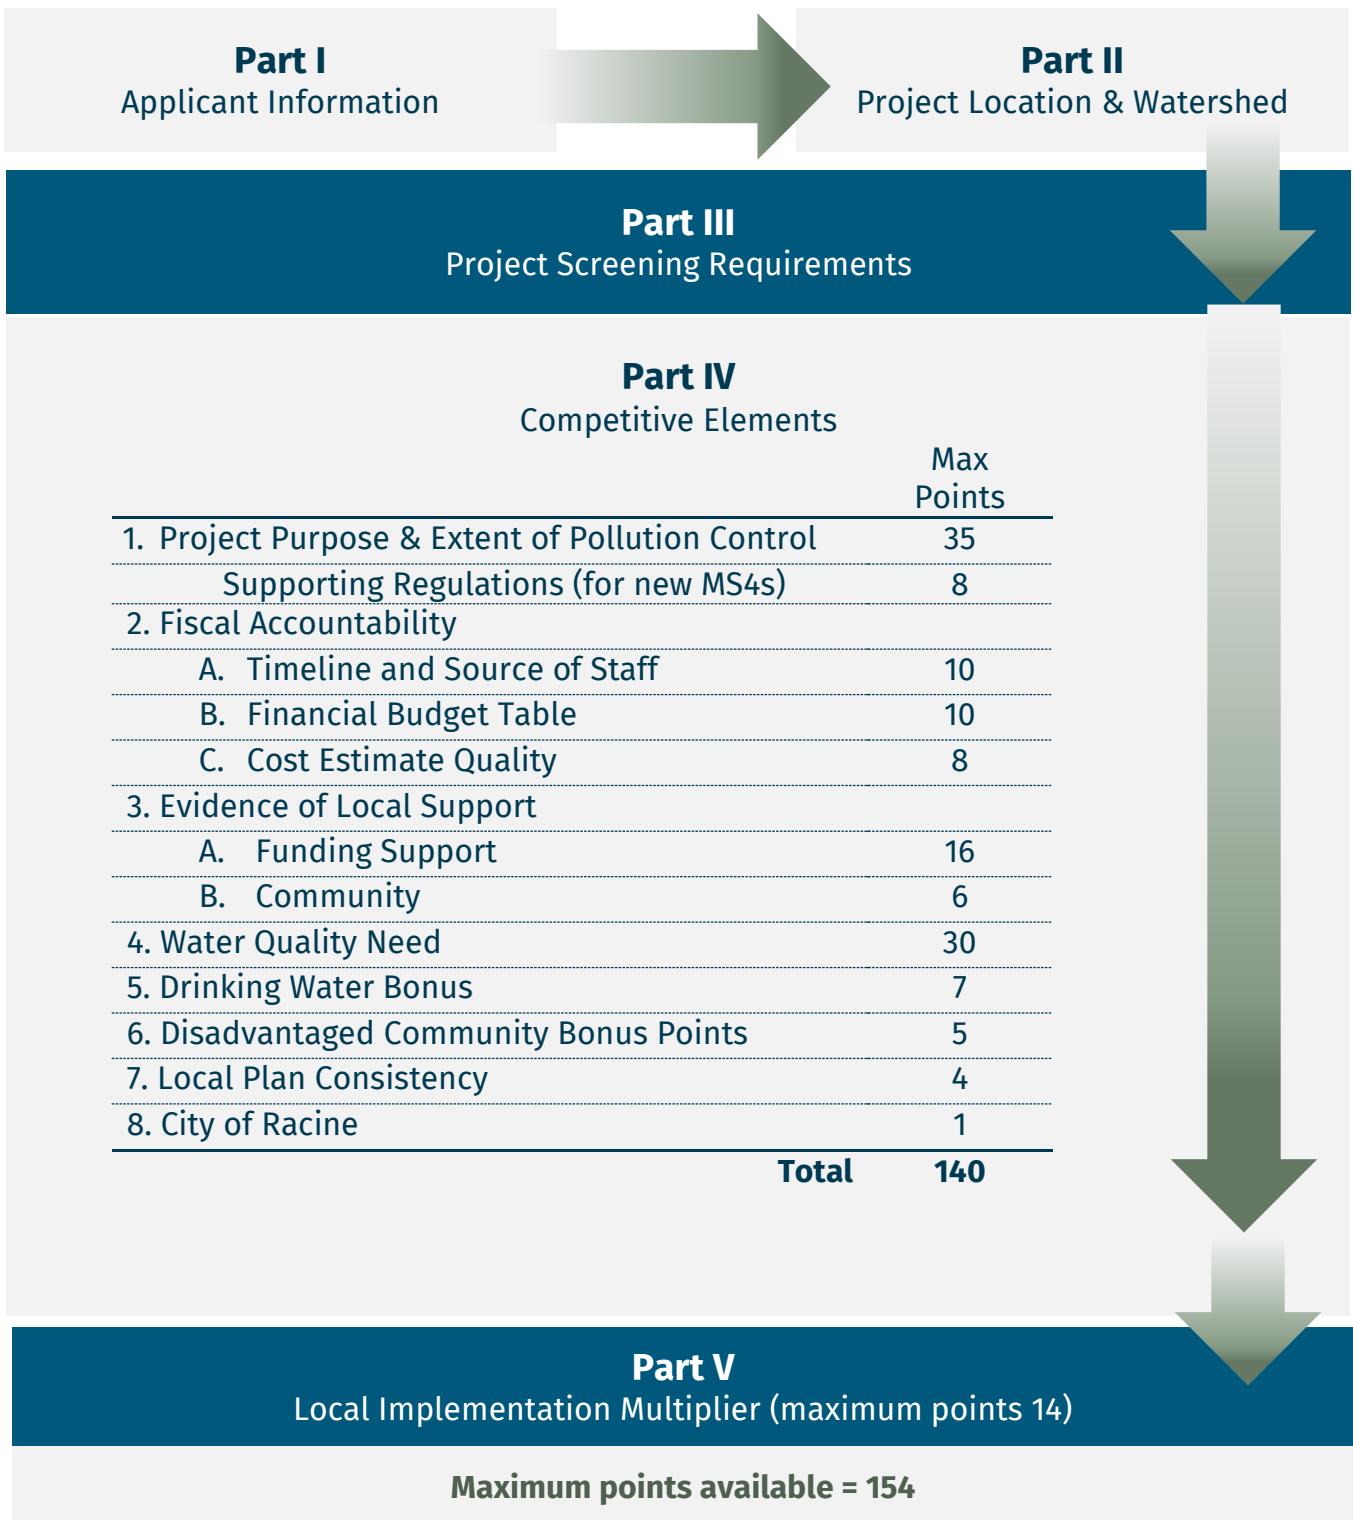 Part I
Applicant Information
Part II
Project Location & Watershed
Part III
Project Screening Requirements
Part IV
Competitive Elements
Max
Points
1. Project Purpose & Extent of Pollution Control 35
Supporting Regulations (for new MS4s) 8
2. Fiscal Accountability
A. Timeline and Source of Staff 10
B. Financial Budget Table 10
C. Cost Estimate Quality 8
3. Evidence of Local Support
A. Funding Support 16
B. Community 6
4. Water Quality Need 30
5. Drinking Water Bonus 7
6. Disadvantaged Community Bonus Points 5
7. Local Plan Consistency 4
8. City of Racine 1
Total 140
Part V
Local Implementation Multiplier (maximum points 14)
Maximum points available = 154